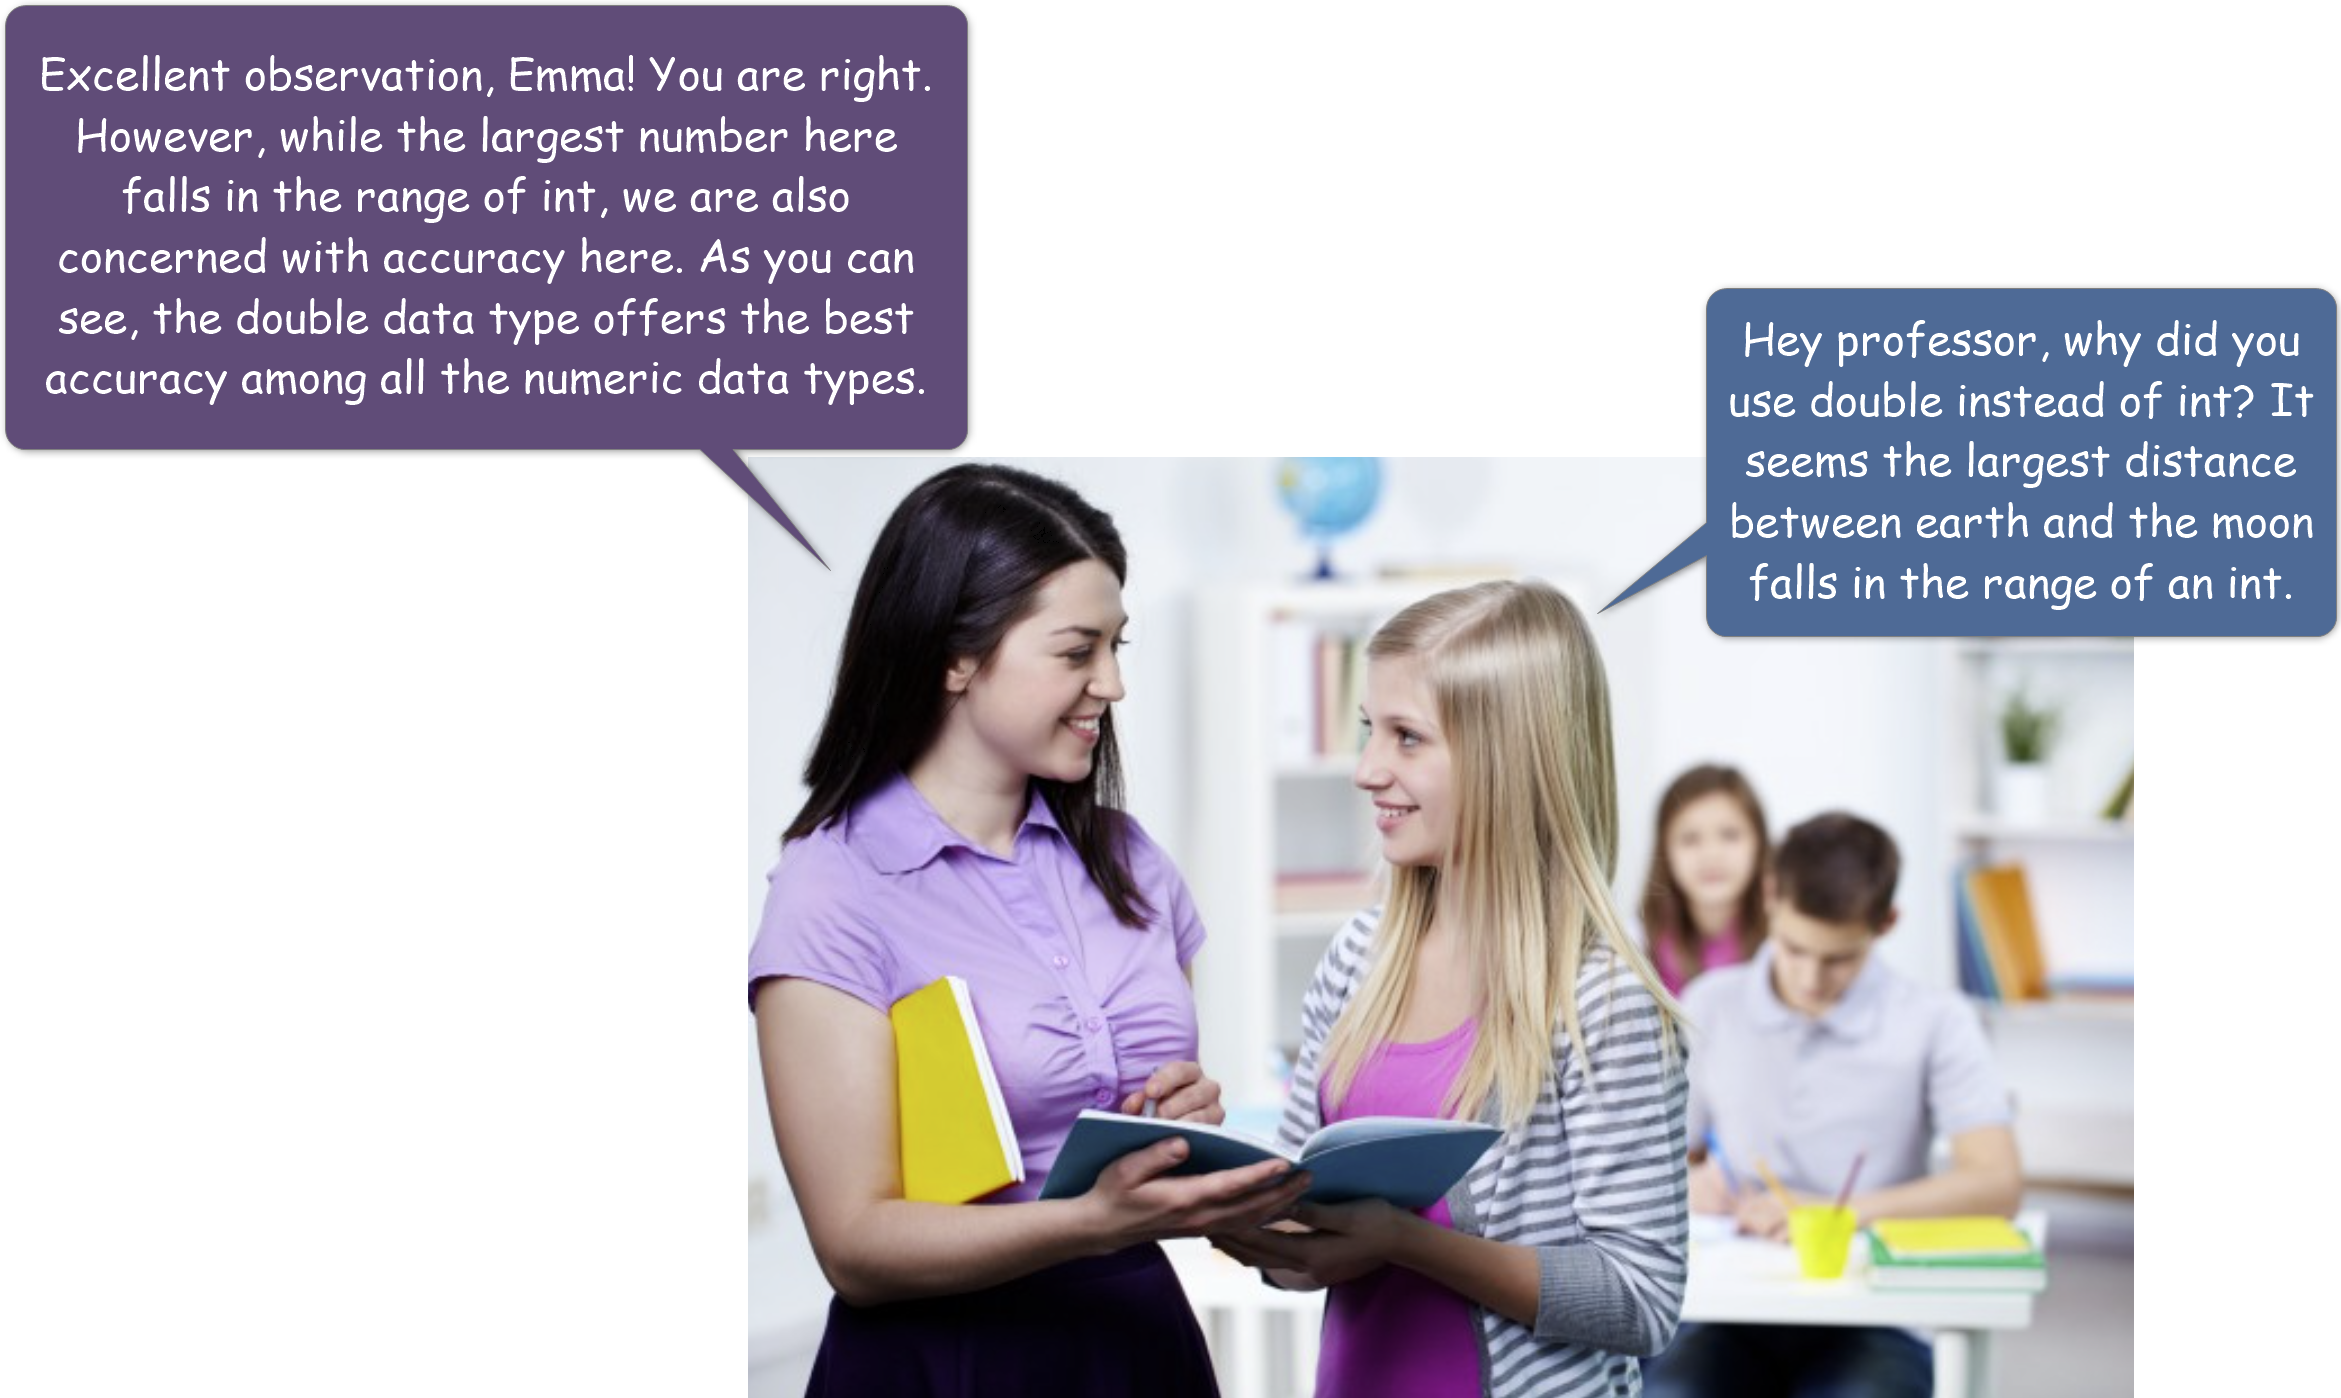 Excellent observation, Emma! You are right.
However, while the largest number here
falls in the range of int, we are also
concerned with accuracy here. As you can
see, the double data type offers the best
accuracy among all the numeric data types.
Hey professor, why did you
use double instead of int? It
seems the largest distance
between earth and the moon
falls in the range of an int.